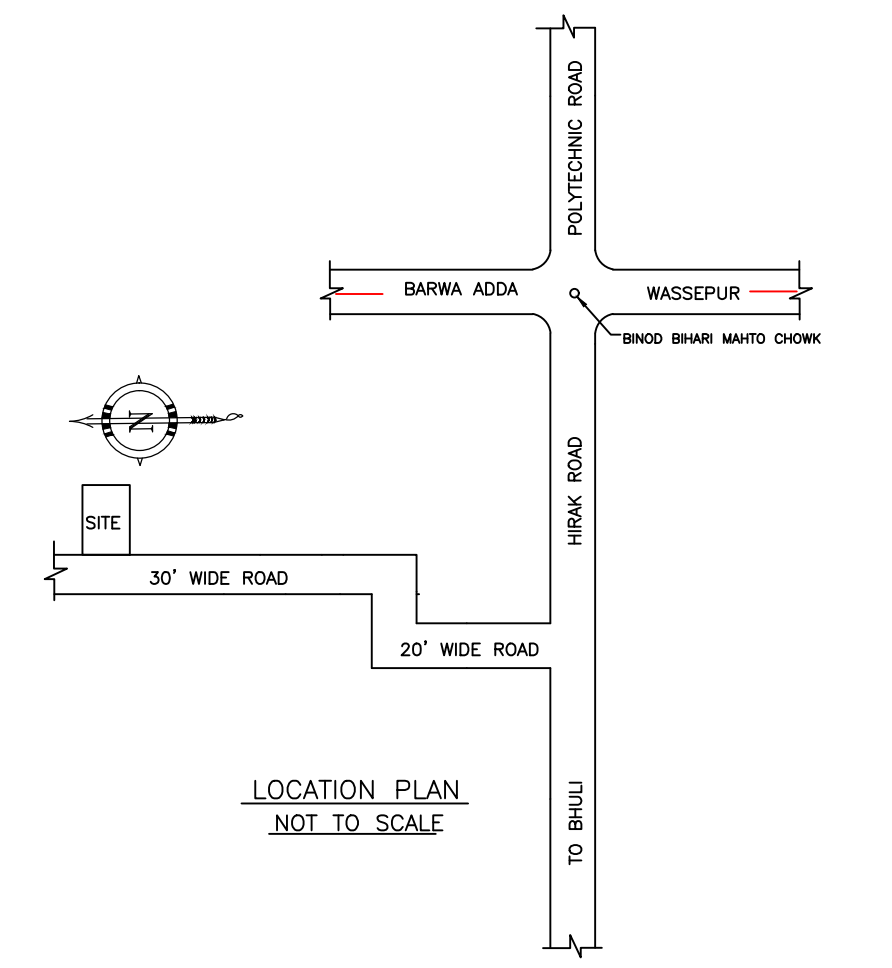 POLYTECHNIC ROAD
BARWA ADDA
WASSEPUR
BINOD BIHARI MAHTO CHOWK
N
HIRAK ROAD
SITE
30' WIDE ROAD
20' WIDE ROAD
LOCATION PLAN
NOT TO SCALE
TO BHULI